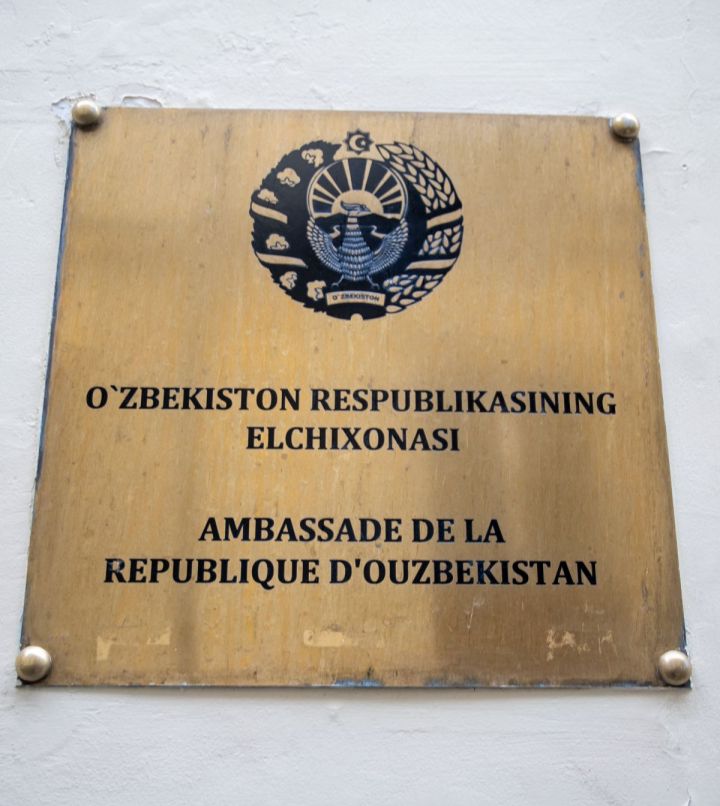 O`ZBEKISTON
O`ZBEKISTON RESPUBLIKASINING
ELCHIXONASI
AMBASSADE DE LA
REPUBLIQUE D'OUZBEKISTAN